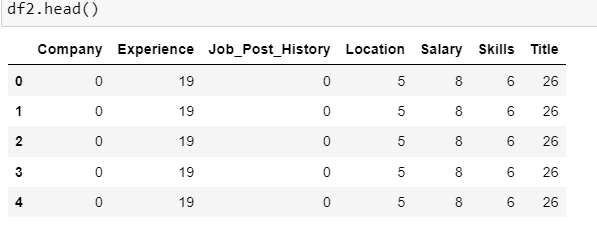 df2.head()
Company Experience Job_Post_History Location Salary Skills Title
0 0 19 0 5 8 6 26
1 0 19 0 5 8 6 26
2 0 19 0 5 8 6 26
3 0 19 0 5 8 6 26
4 0 19 0 5 8 6 26